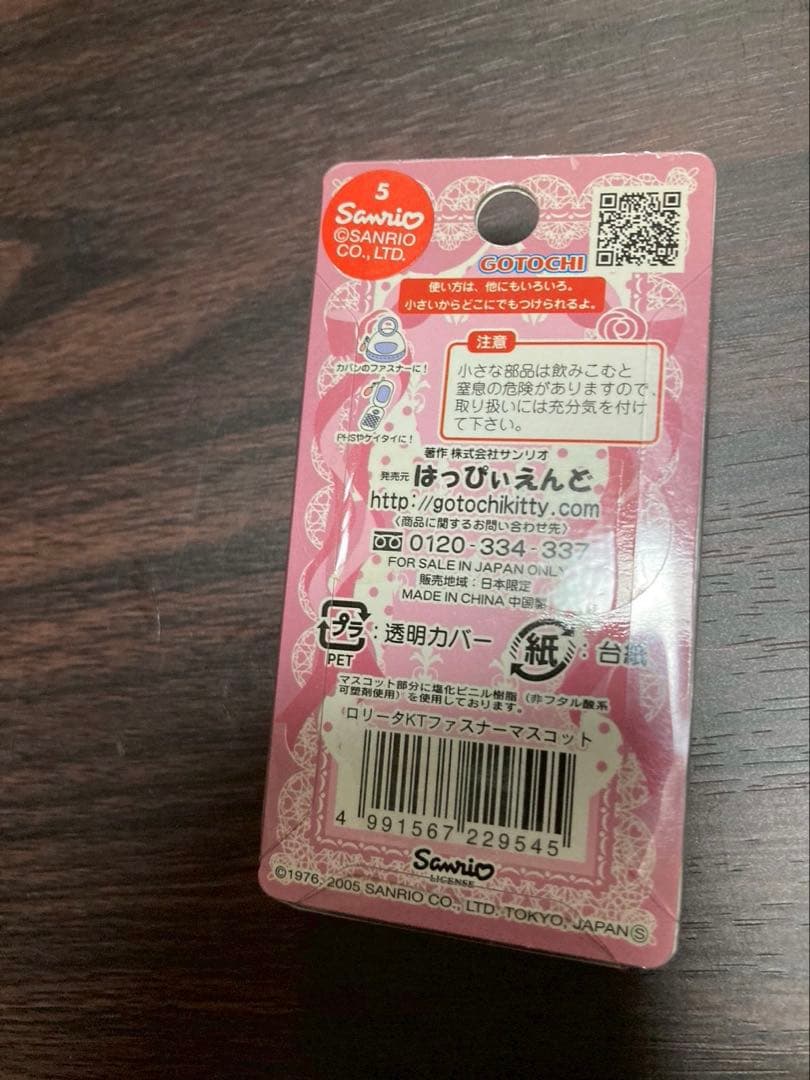 5
Sanrio
©SANRIO
CO., LTD.
GOTOCHI
使い方は、他にもいろいろ。
小さいからどこにでもつけられるよ。
カバンのファスナーに!
PHSやケイタイに!
注意
小さな部品は飲みこむと
窒息の危険がありますので、
取り扱いには充分気を付け
て下さい。
著作 株式会社サンリオ
発売元 はっぴぃえんど
http://gotochikitty.com
〈商品に関するお問い合わせ先〉
0120-334-337
FOR SALE IN JAPAN ONLY
販売地域:日本限定
MADE IN CHINA 中国製
プラ:透明カバー
PET
紙:台紙
マスコット部分に塩化ビニル樹脂(非フタル酸系
可塑剤使用)を使用しております。
ロリータKTファスナーマスコット
4 991567 229545
Sanrio
LICENSE
©1976, 2005 SANRIO CO., LTD. TOKYO, JAPAN Ⓢ